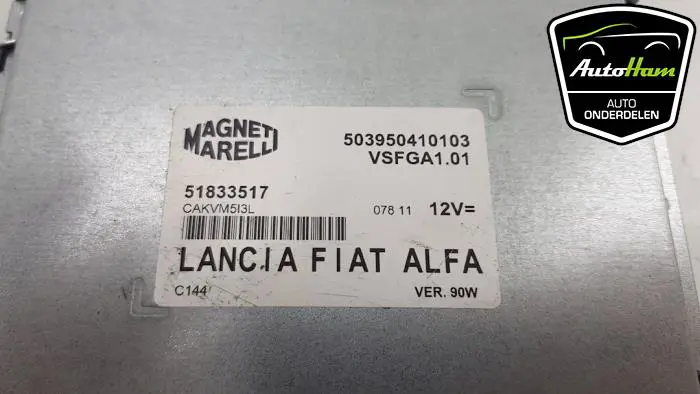 AutoHam
AUTO
ONDERDELEN
MAGNETI
MARELLI
503950410103
VSFGA1.01
51833517
CAKVM5I3L
078 11 12V=
LANCIA FIAT ALFA
C144
VER. 90W